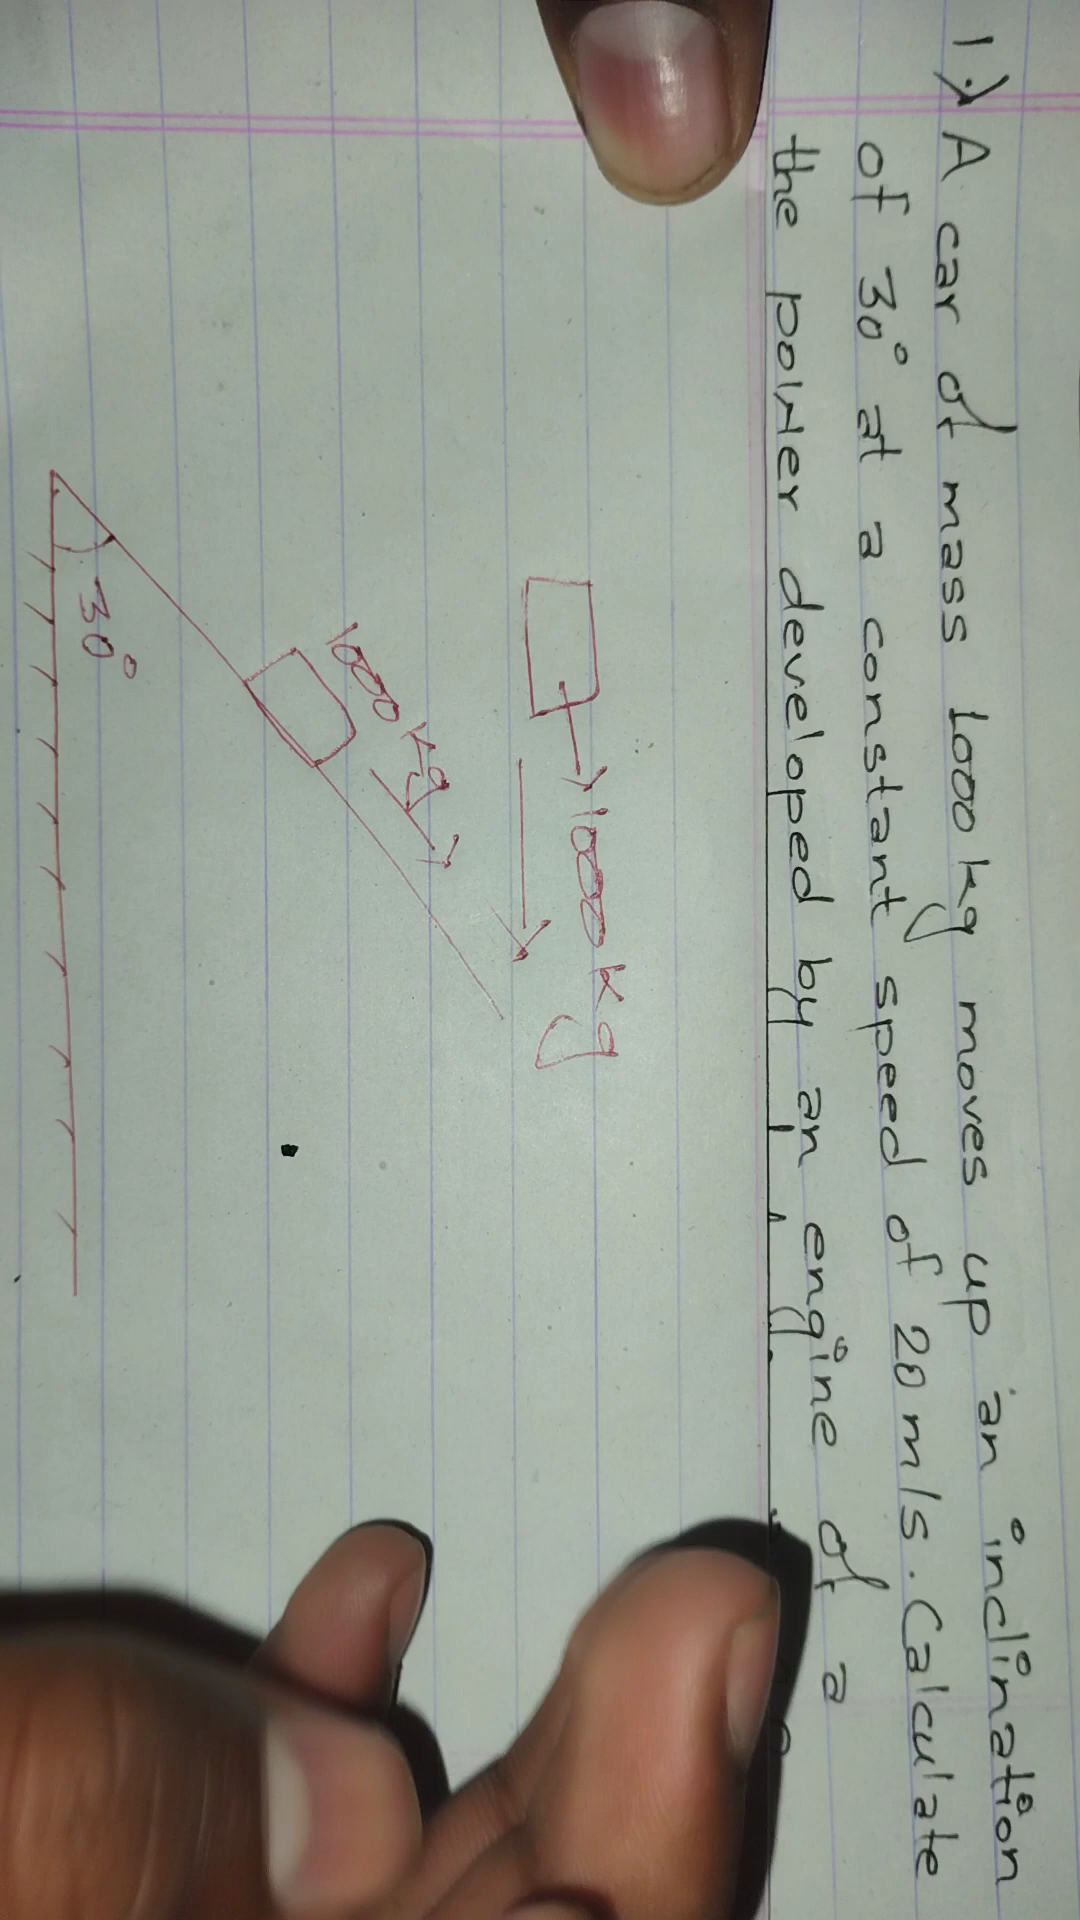 1.) A car of mass 1000 kg moves up an inclination
of 30° at a constant speed of 20 m/s. Calculate
the power developed by an engine of a
1000 kg
1000 kg
30°